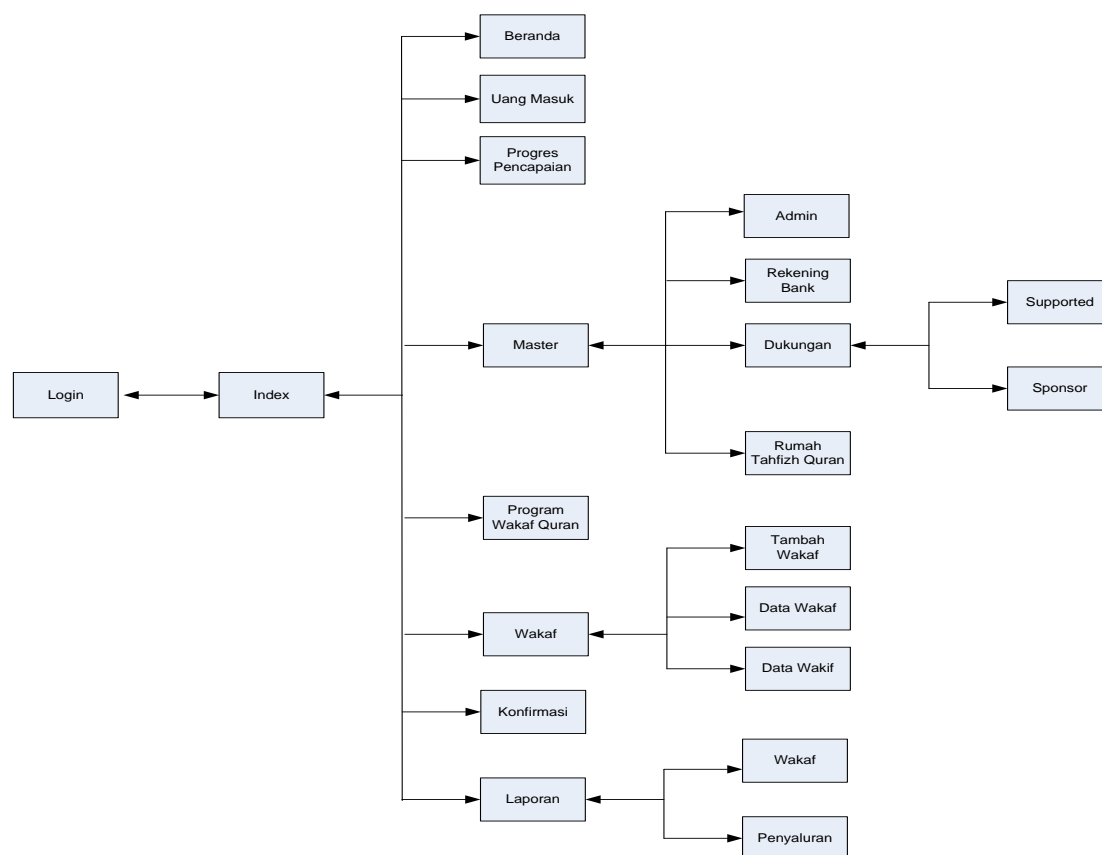 Beranda
Uang Masuk
Progres
Pencapaian
Admin
Rekening
Bank
Supported
Master
Dukungan
Login
Index
Sponsor
Rumah
Tahfizh Quran
Program
Wakaf Quran
Tambah
Wakaf
Data Wakaf
Wakaf
Data Wakif
Konfirmasi
Wakaf
Laporan
Penyaluran